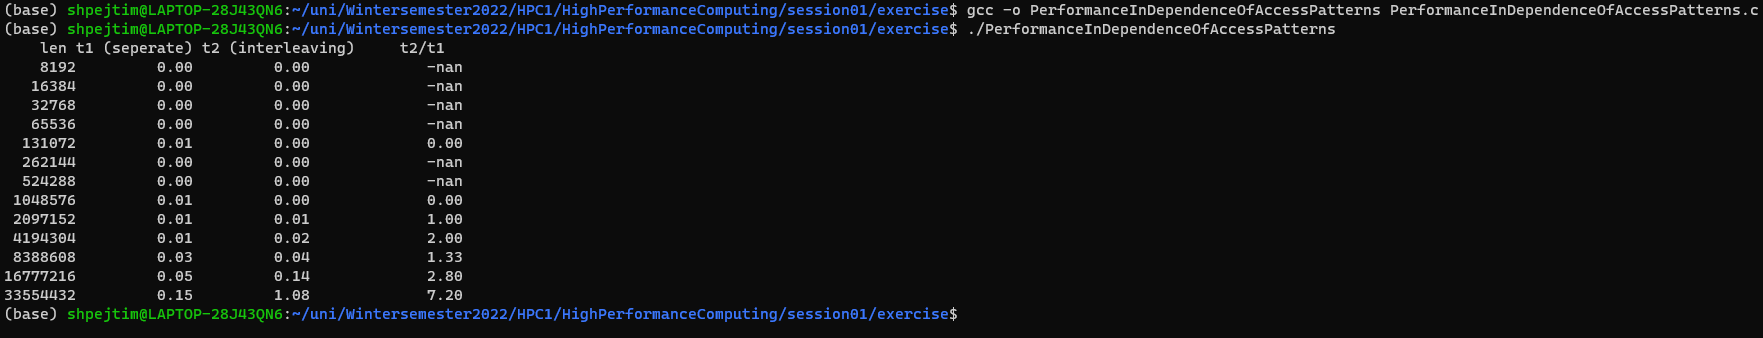 (base) shpejtim@LAPTOP-28J43QN6:~/uni/Wintersemester2022/HPC1/HighPerformanceComputing/session01/exercise$ gcc -o PerformanceInDependenceOfAccessPatterns PerformanceInDependenceOfAccessPatterns.c
(base) shpejtim@LAPTOP-28J43QN6:~/uni/Wintersemester2022/HPC1/HighPerformanceComputing/session01/exercise$ ./PerformanceInDependenceOfAccessPatterns
    len t1 (seperate) t2 (interleaving)     t2/t1
    8192         0.00         0.00             -nan
   16384         0.00         0.00             -nan
   32768         0.00         0.00             -nan
   65536         0.00         0.00             -nan
  131072         0.01         0.00             0.00
  262144         0.00         0.00             -nan
  524288         0.00         0.00             -nan
 1048576         0.01         0.00             0.00
 2097152         0.01         0.01             1.00
 4194304         0.01         0.02             2.00
 8388608         0.03         0.04             1.33
16777216         0.05         0.14             2.80
33554432         0.15         1.08             7.20
(base) shpejtim@LAPTOP-28J43QN6:~/uni/Wintersemester2022/HPC1/HighPerformanceComputing/session01/exercise$